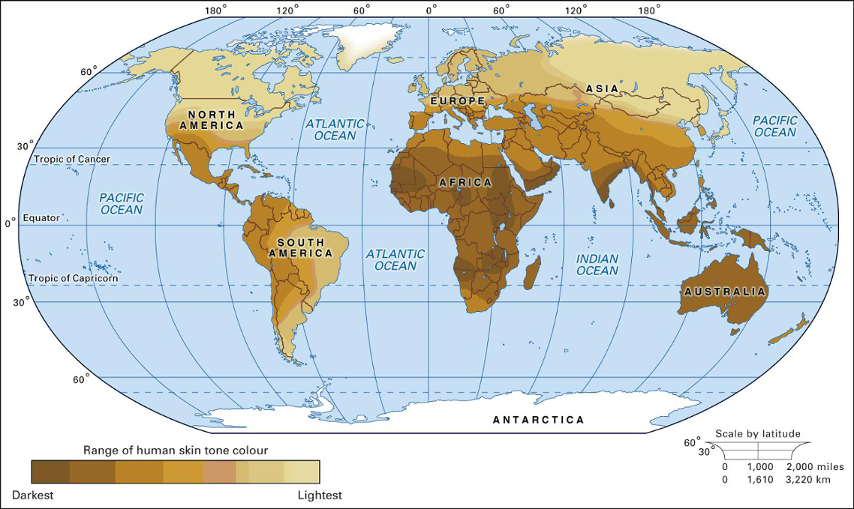 180° 120° 60° 0° 60° 120° 180°
60°
ASIA
EUROPE
NORTH
AMERICA
ATLANTIC
OCEAN
PACIFIC
OCEAN
30°
Tropic of Cancer
AFRICA
PACIFIC
OCEAN
Equator
0°
SOUTH
AMERICA
ATLANTIC
OCEAN
INDIAN
OCEAN
Tropic of Capricorn
AUSTRALIA
30°
60°
ANTARCTICA
Range of human skin tone colour
Darkest Lightest
Scale by latitude
60°
30°
0 1,000 2,000 miles
0 1,610 3,220 km